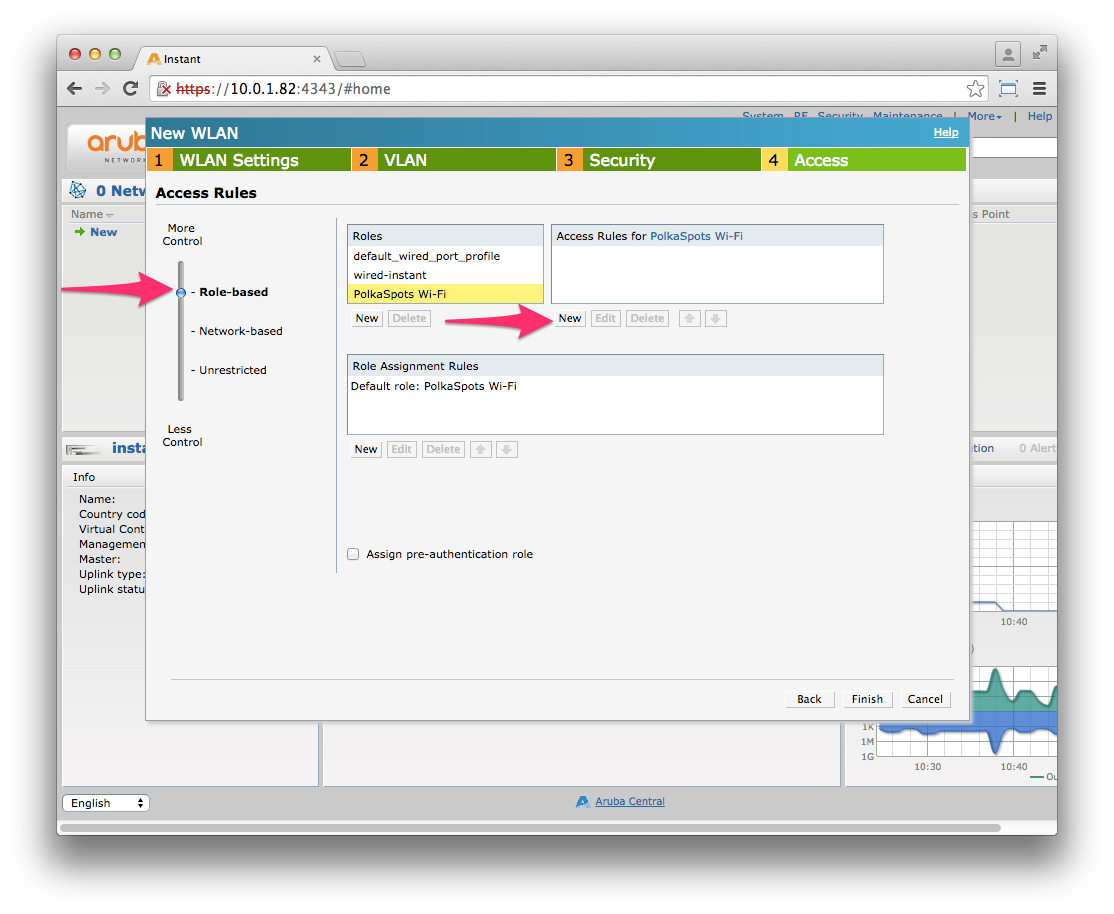 Instant
https://10.0.1.82:4343/#home
System RF Security Maintenance | More | Help
New WLAN
Help
aruba
NETWORK
1 WLAN Settings
2 VLAN
3 Security
4 Access
0 Netw
Access Rules
Name
s Point
New
More
Control
- Role-based
- Network-based
- Unrestricted
Less
Control
Roles
default_wired_port_profile
wired-instant
PolkaSpots Wi-Fi
New Delete
Access Rules for PolkaSpots Wi-Fi
New Edit Delete
Role Assignment Rules
Default role: PolkaSpots Wi-Fi
New Edit Delete
Assign pre-authentication role
Back Finish Cancel
insta
tion
0 Alert
Info
Name:
Country cod
Virtual Cont
Managemen
Master:
Uplink type:
Uplink statu
10:40
)
1K
1M
1G
10:30
10:40
Ou
English
Aruba Central